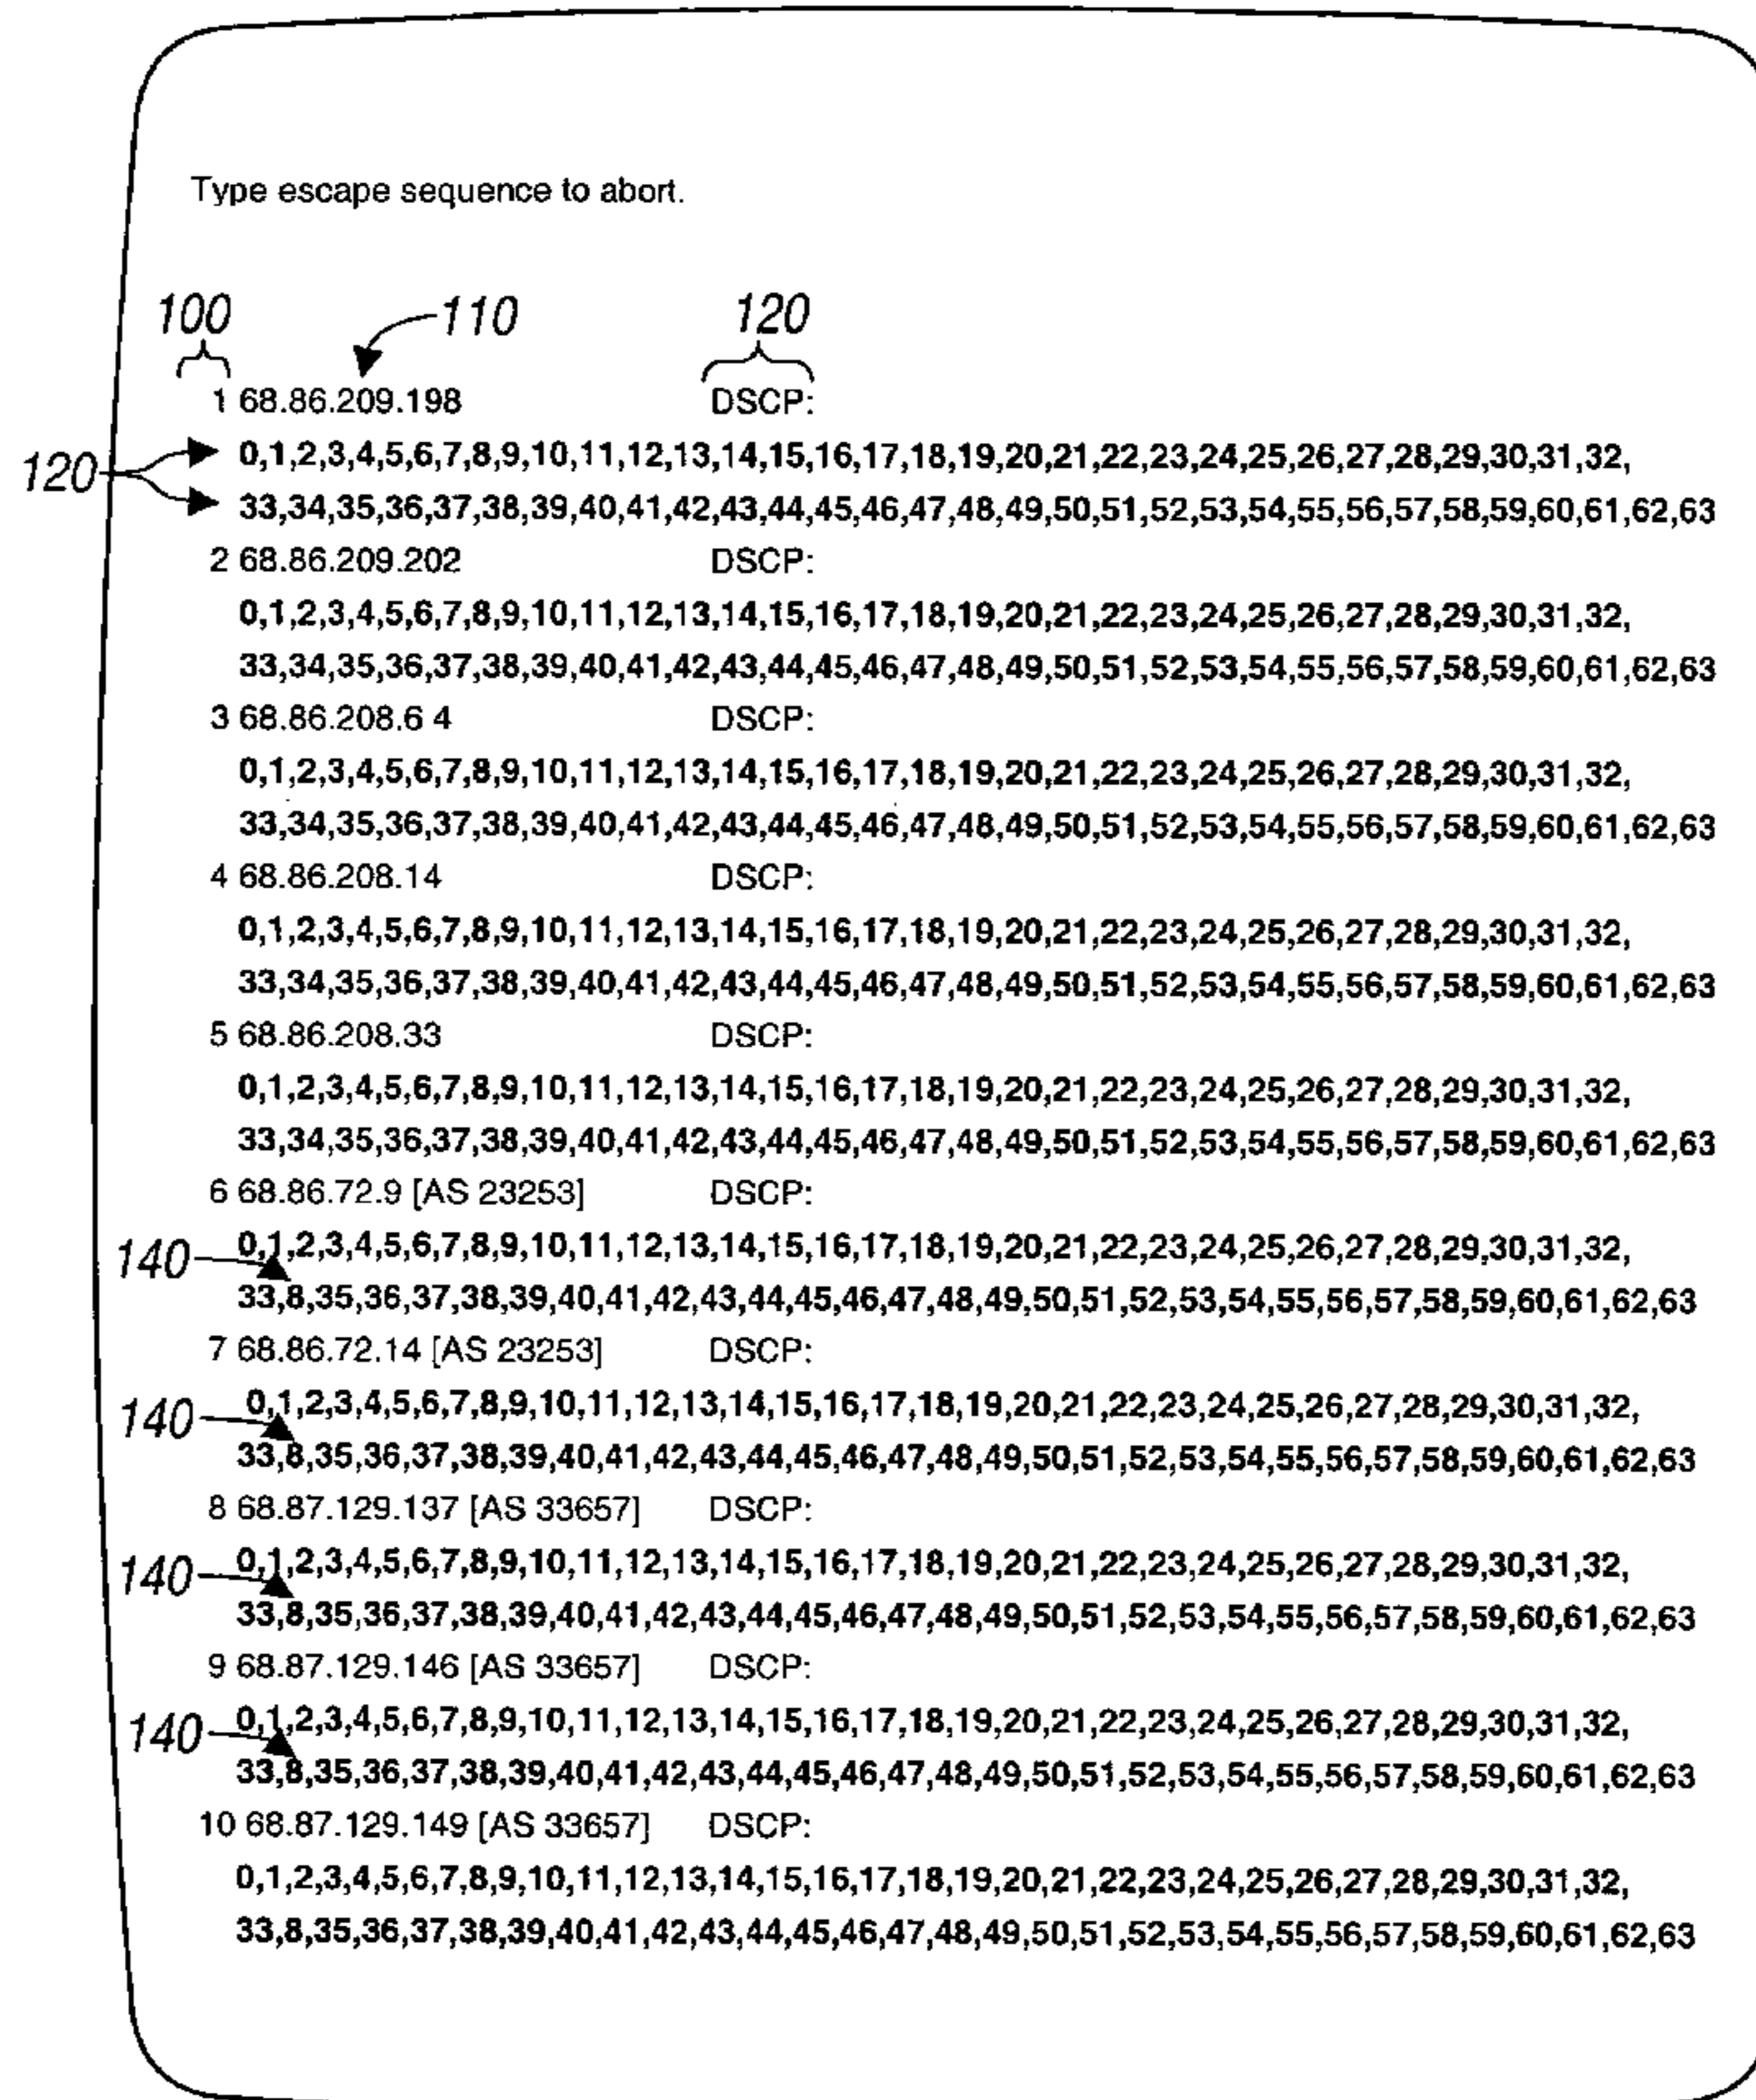 Type escape sequence to abort.
100 110 120
1 68.86.209.198 DSCP:
120 0,1,2,3,4,5,6,7,8,9,10,11,12,13,14,15,16,17,18,19,20,21,22,23,24,25,26,27,28,29,30,31,32,
33,34,35,36,37,38,39,40,41,42,43,44,45,46,47,48,49,50,51,52,53,54,55,56,57,58,59,60,61,62,63
2 68.86.209.202 DSCP:
0,1,2,3,4,5,6,7,8,9,10,11,12,13,14,15,16,17,18,19,20,21,22,23,24,25,26,27,28,29,30,31,32,
33,34,35,36,37,38,39,40,41,42,43,44,45,46,47,48,49,50,51,52,53,54,55,56,57,58,59,60,61,62,63
3 68.86.208.6 4 DSCP:
0,1,2,3,4,5,6,7,8,9,10,11,12,13,14,15,16,17,18,19,20,21,22,23,24,25,26,27,28,29,30,31,32,
33,34,35,36,37,38,39,40,41,42,43,44,45,46,47,48,49,50,51,52,53,54,55,56,57,58,59,60,61,62,63
4 68.86.208.14 DSCP:
0,1,2,3,4,5,6,7,8,9,10,11,12,13,14,15,16,17,18,19,20,21,22,23,24,25,26,27,28,29,30,31,32,
33,34,35,36,37,38,39,40,41,42,43,44,45,46,47,48,49,50,51,52,53,54,55,56,57,58,59,60,61,62,63
5 68.86.208.33 DSCP:
0,1,2,3,4,5,6,7,8,9,10,11,12,13,14,15,16,17,18,19,20,21,22,23,24,25,26,27,28,29,30,31,32,
33,34,35,36,37,38,39,40,41,42,43,44,45,46,47,48,49,50,51,52,53,54,55,56,57,58,59,60,61,62,63
6 68.86.72.9 [AS 23253] DSCP:
140 0,1,2,3,4,5,6,7,8,9,10,11,12,13,14,15,16,17,18,19,20,21,22,23,24,25,26,27,28,29,30,31,32,
33,8,35,36,37,38,39,40,41,42,43,44,45,46,47,48,49,50,51,52,53,54,55,56,57,58,59,60,61,62,63
7 68.86.72.14 [AS 23253] DSCP:
140 0,1,2,3,4,5,6,7,8,9,10,11,12,13,14,15,16,17,18,19,20,21,22,23,24,25,26,27,28,29,30,31,32,
33,8,35,36,37,38,39,40,41,42,43,44,45,46,47,48,49,50,51,52,53,54,55,56,57,58,59,60,61,62,63
8 68.87.129.137 [AS 33657] DSCP:
140 0,1,2,3,4,5,6,7,8,9,10,11,12,13,14,15,16,17,18,19,20,21,22,23,24,25,26,27,28,29,30,31,32,
33,8,35,36,37,38,39,40,41,42,43,44,45,46,47,48,49,50,51,52,53,54,55,56,57,58,59,60,61,62,63
9 68.87.129.146 [AS 33657] DSCP:
140 0,1,2,3,4,5,6,7,8,9,10,11,12,13,14,15,16,17,18,19,20,21,22,23,24,25,26,27,28,29,30,31,32,
33,8,35,36,37,38,39,40,41,42,43,44,45,46,47,48,49,50,51,52,53,54,55,56,57,58,59,60,61,62,63
10 68.87.129.149 [AS 33657] DSCP:
0,1,2,3,4,5,6,7,8,9,10,11,12,13,14,15,16,17,18,19,20,21,22,23,24,25,26,27,28,29,30,31,32,
33,8,35,36,37,38,39,40,41,42,43,44,45,46,47,48,49,50,51,52,53,54,55,56,57,58,59,60,61,62,63